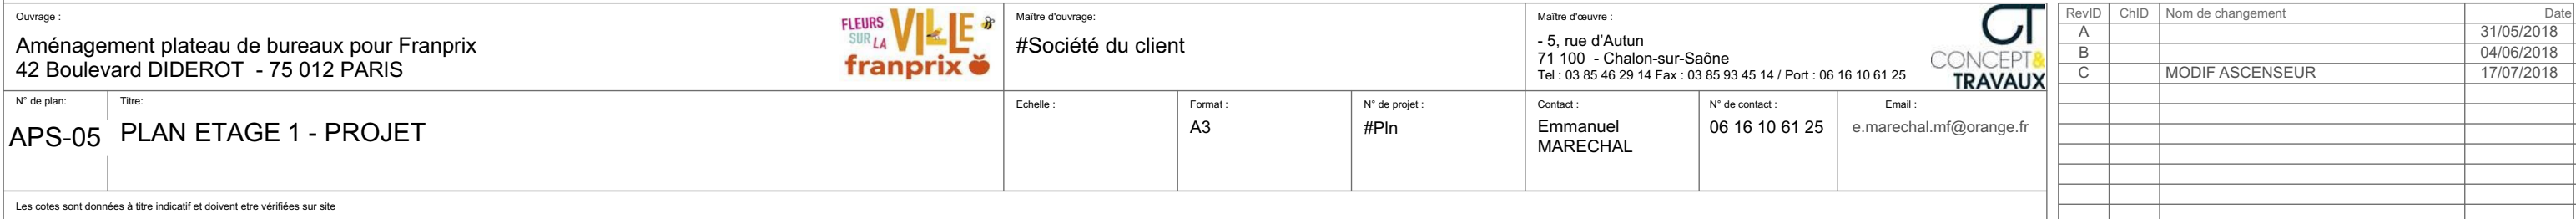 Ouvrage :
Aménagement plateau de bureaux pour Franprix
42 Boulevard DIDEROT - 75 012 PARIS
FLEURS
SUR LA VILLE
franprix
Maître d'ouvrage:
#Société du client
Maître d'œuvre :
- 5, rue d'Autun
71 100 - Chalon-sur-Saône
Tel : 03 85 46 29 14 Fax : 03 85 93 45 14 / Port : 06 16 10 61 25
CT
CONCEPT&
TRAVAUX
N° de plan:
APS-05
Titre:
PLAN ETAGE 1 - PROJET
Echelle :
Format :
A3
N° de projet :
#Pln
Contact :
Emmanuel
MARECHAL
N° de contact :
06 16 10 61 25
Email :
e.marechal.mf@orange.fr
Les cotes sont données à titre indicatif et doivent etre vérifiées sur site
RevID ChID Nom de changement Date
A 31/05/2018
B 04/06/2018
C MODIF ASCENSEUR 17/07/2018